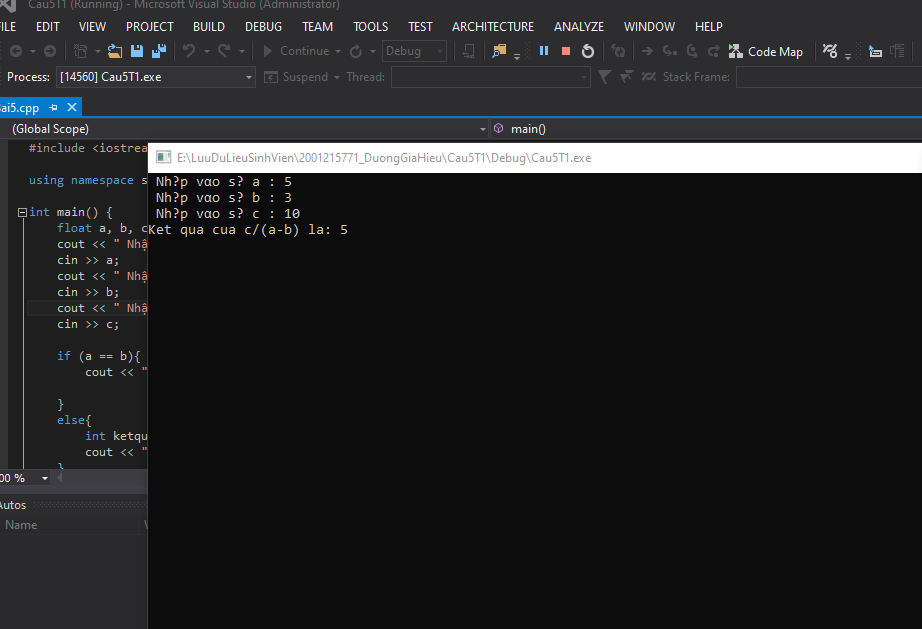 Cau5T1 (Running) - Microsoft Visual Studio (Administrator)
ILE EDIT VIEW PROJECT BUILD DEBUG TEAM TOOLS TEST ARCHITECTURE ANALYZE WINDOW HELP
Continue Debug Code Map
Process: [14560] Cau5T1.exe Suspend Thread: Stack Frame:
ai5.cpp
(Global Scope) main()
#include <iostrea
E:\LuuDuLieuSinhVien\2001215771_DuongGiaHieu\Cau5T1\Debug\Cau5T1.exe
using namespace s
int main() {
float a, b, c
cout << " Nhậ
cin >> a;
cout << " Nhậ
cin >> b;
cout << " Nhậ
cin >> c;
if (a == b){
cout << "
}
else{
int ketqu
cout << "
}
Nh?p vαo s? a : 5
Nh?p vαo s? b : 3
Nh?p vαo s? c : 10
Ket qua cua c/(a-b) la: 5
00 %
Autos
Name V